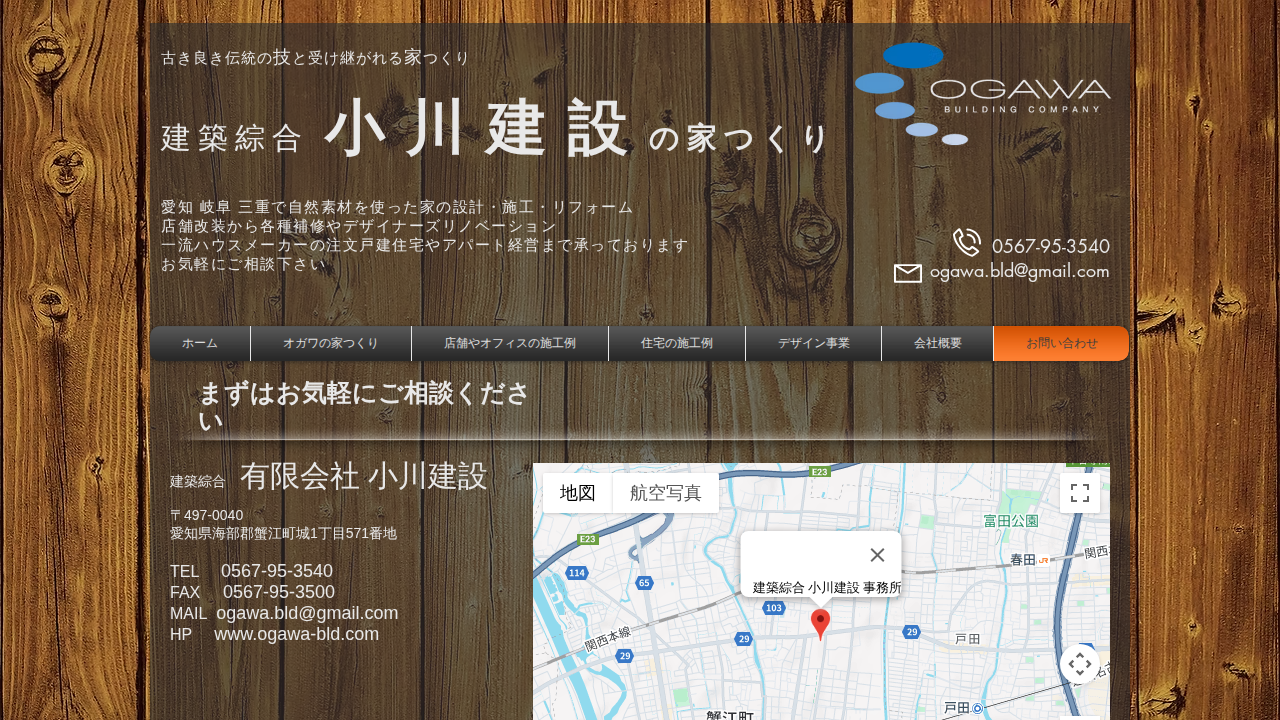 古き良き伝統の技と受け継がれる家つくり
OGAWA
BUILDING COMPANY
建築綜合 小川建設 の家つくり
愛知 岐阜 三重で自然素材を使った家の設計・施工・リフォーム
店舗改装から各種補修やデザイナーズリノベーション
一流ハウスメーカーの注文戸建住宅やアパート経営まで承っております
お気軽にご相談下さい
0567-95-3540
ogawa.bld@gmail.com
ホーム
オガワの家つくり
店舗やオフィスの施工例
住宅の施工例
デザイン事業
会社概要
お問い合わせ
まずはお気軽にご相談くださ
い
建築綜合 有限会社 小川建設
〒497-0040
愛知県海部郡蟹江町城1丁目571番地
TEL 0567-95-3540
FAX 0567-95-3500
MAIL ogawa.bld@gmail.com
HP www.ogawa-bld.com
地図
航空写真
E23
富田公園
E23
関西本
春田
JR
114
65
建築綜合 小川建設 事務所
103
29
29
戸田
関西本線
29
戸田
蟹江町